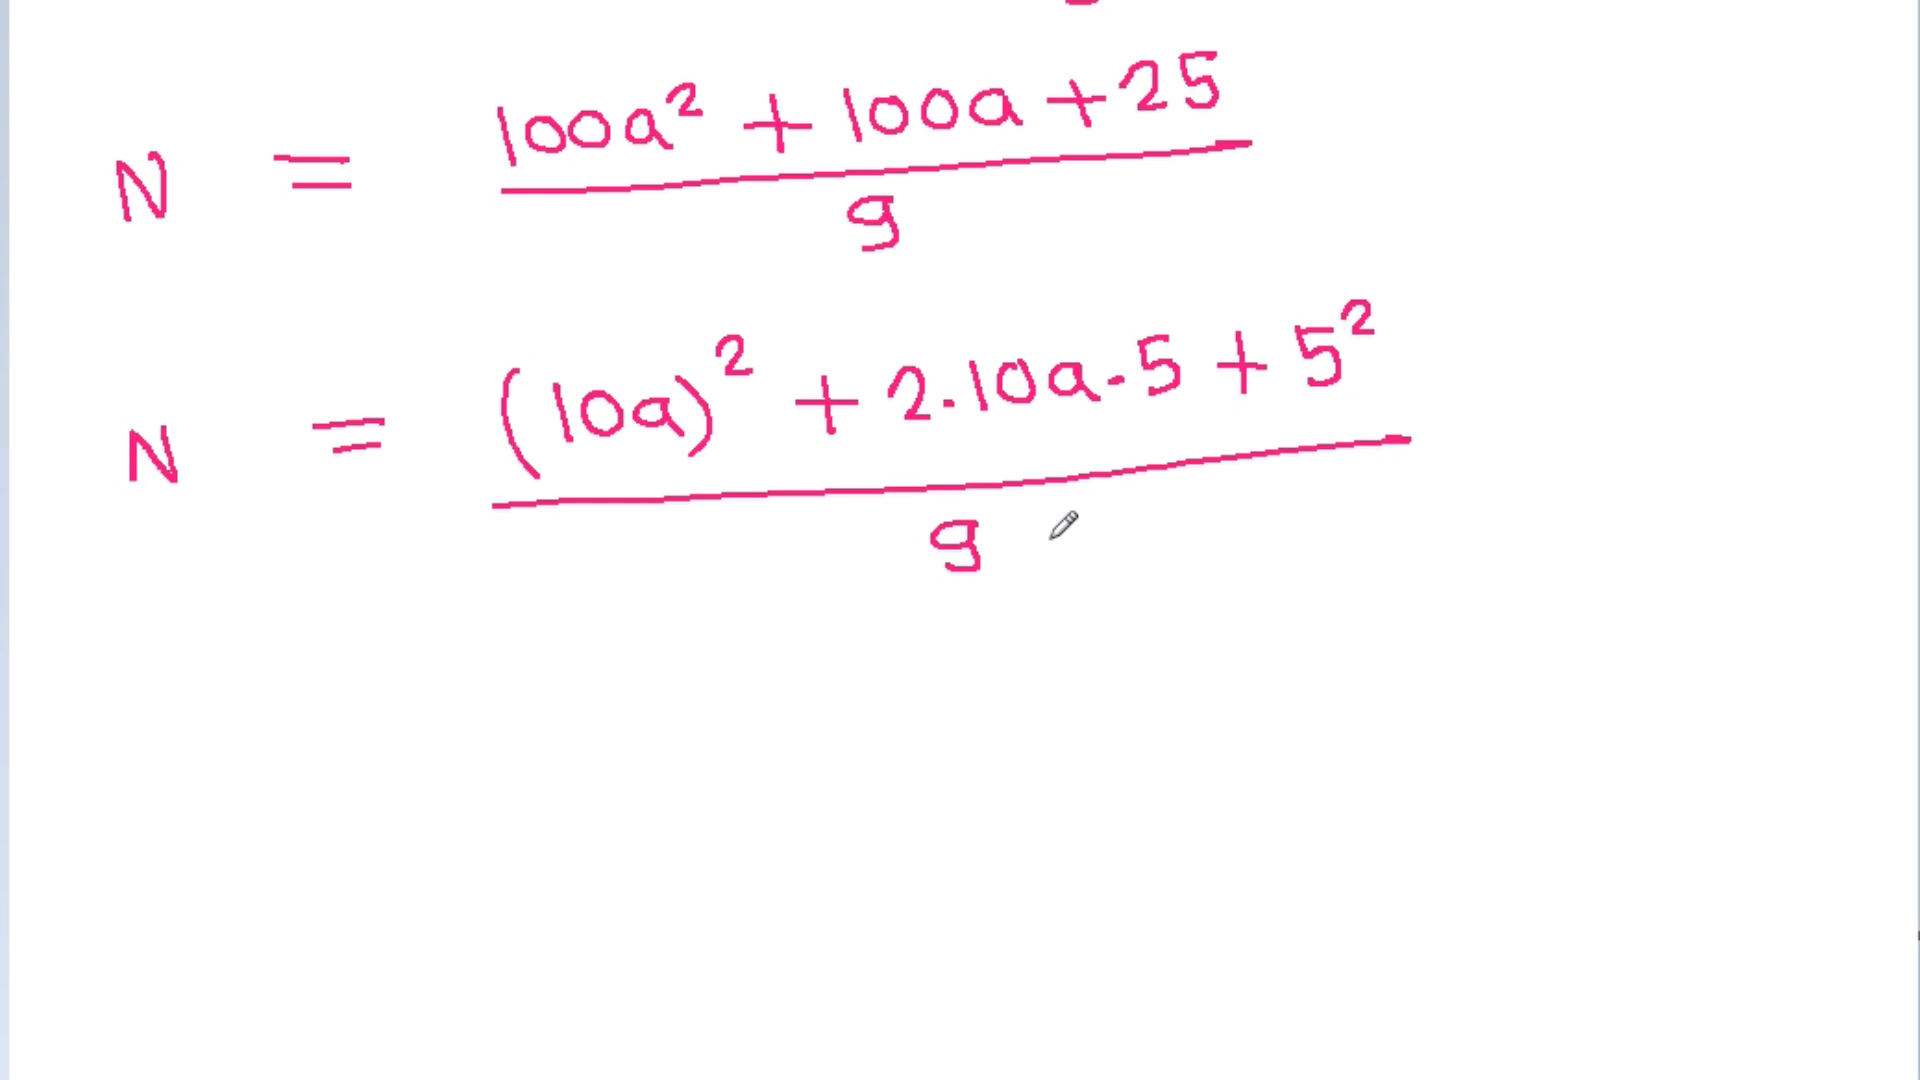 N = 100a² + 100a + 25
9
N = (10a)² + 2.10a.5 + 5²
9